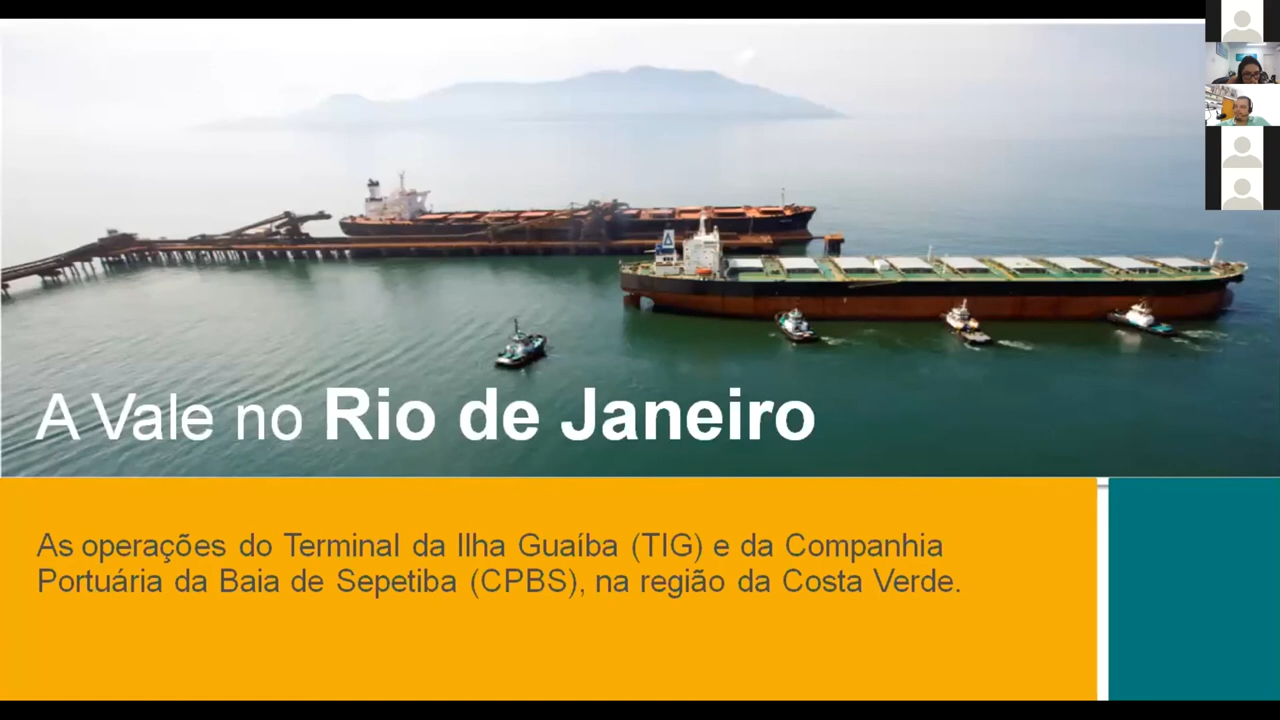 A Vale no Rio de Janeiro
As operações do Terminal da Ilha Guaíba (TIG) e da Companhia
Portuária da Baia de Sepetiba (CPBS), na região da Costa Verde.